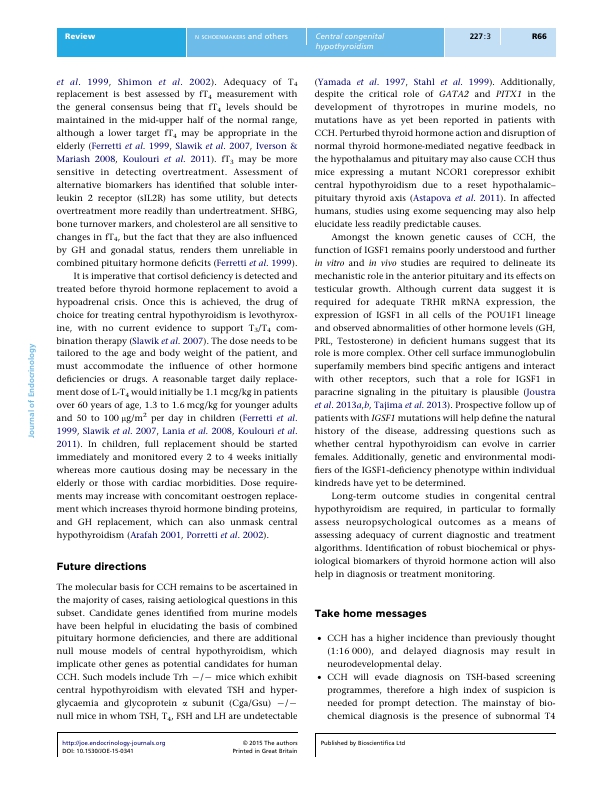 Review
N SCHOENMAKERS and others
Central congenital
hypothyroidism
227:3
R66
et al. 1999, Shimon et al. 2002). Adequacy of T4
replacement is best assessed by fT4 measurement with
the general consensus being that fT4 levels should be
maintained in the mid-upper half of the normal range,
although a lower target fT4 may be appropriate in the
elderly (Ferretti et al. 1999, Slawik et al. 2007, Iverson &
Mariash 2008, Koulouri et al. 2011). fT3 may be more
sensitive in detecting overtreatment. Assessment of
alternative biomarkers has identified that soluble inter-
leukin 2 receptor (sIL2R) has some utility, but detects
overtreatment more readily than undertreatment. SHBG,
bone turnover markers, and cholesterol are all sensitive to
changes in fT4, but the fact that they are also influenced
by GH and gonadal status, renders them unreliable in
combined pituitary hormone deficits (Ferretti et al. 1999).
It is imperative that cortisol deficiency is detected and
treated before thyroid hormone replacement to avoid a
hypoadrenal crisis. Once this is achieved, the drug of
choice for treating central hypothyroidism is levothyrox-
ine, with no current evidence to support T3/T4 com-
bination therapy (Slawik et al. 2007). The dose needs to be
tailored to the age and body weight of the patient, and
must accommodate the influence of other hormone
deficiencies or drugs. A reasonable target daily replace-
ment dose of L-T4 would initially be 1.1 mcg/kg in patients
over 60 years of age, 1.3 to 1.6 mcg/kg for younger adults
and 50 to 100 μg/m2 per day in children (Ferretti et al.
1999, Slawik et al. 2007, Lania et al. 2008, Koulouri et al.
2011). In children, full replacement should be started
immediately and monitored every 2 to 4 weeks initially
whereas more cautious dosing may be necessary in the
elderly or those with cardiac morbidities. Dose require-
ments may increase with concomitant oestrogen replace-
ment which increases thyroid hormone binding proteins,
and GH replacement, which can also unmask central
hypothyroidism (Arafah 2001, Porretti et al. 2002).
Future directions
The molecular basis for CCH remains to be ascertained in
the majority of cases, raising aetiological questions in this
subset. Candidate genes identified from murine models
have been helpful in elucidating the basis of combined
pituitary hormone deficiencies, and there are additional
null mouse models of central hypothyroidism, which
implicate other genes as potential candidates for human
CCH. Such models include Trh −/− mice which exhibit
central hypothyroidism with elevated TSH and hyper-
glycaemia and glycoprotein α subunit (Cga/Gsu) −/−
null mice in whom TSH, T4, FSH and LH are undetectable
(Yamada et al. 1997, Stahl et al. 1999). Additionally,
despite the critical role of GATA2 and PITX1 in the
development of thyrotropes in murine models, no
mutations have as yet been reported in patients with
CCH. Perturbed thyroid hormone action and disruption of
normal thyroid hormone-mediated negative feedback in
the hypothalamus and pituitary may also cause CCH thus
mice expressing a mutant NCOR1 corepressor exhibit
central hypothyroidism due to a reset hypothalamic–
pituitary thyroid axis (Astapova et al. 2011). In affected
humans, studies using exome sequencing may also help
elucidate less readily predictable causes.
Amongst the known genetic causes of CCH, the
function of IGSF1 remains poorly understood and further
in vitro and in vivo studies are required to delineate its
mechanistic role in the anterior pituitary and its effects on
testicular growth. Although current data suggest it is
required for adequate TRHR mRNA expression, the
expression of IGSF1 in all cells of the POU1F1 lineage
and observed abnormalities of other hormone levels (GH,
PRL, Testosterone) in deficient humans suggest that its
role is more complex. Other cell surface immunoglobulin
superfamily members bind specific antigens and interact
with other receptors, such that a role for IGSF1 in
paracrine signaling in the pituitary is plausible (Joustra
et al. 2013a,b, Tajima et al. 2013). Prospective follow up of
patients with IGSF1 mutations will help define the natural
history of the disease, addressing questions such as
whether central hypothyroidism can evolve in carrier
females. Additionally, genetic and environmental modi-
fiers of the IGSF1-deficiency phenotype within individual
kindreds have yet to be determined.
Long-term outcome studies in congenital central
hypothyroidism are required, in particular to formally
assess neuropsychological outcomes as a means of
assessing adequacy of current diagnostic and treatment
algorithms. Identification of robust biochemical or phys-
iological biomarkers of thyroid hormone action will also
help in diagnosis or treatment monitoring.
Take home messages
• CCH has a higher incidence than previously thought
(1:16 000), and delayed diagnosis may result in
neurodevelopmental delay.
• CCH will evade diagnosis on TSH-based screening
programmes, therefore a high index of suspicion is
needed for prompt detection. The mainstay of bio-
chemical diagnosis is the presence of subnormal T4
Journal of Endocrinology
http://joe.endocrinology-journals.org
DOI: 10.1530/JOE-15-0341
© 2015 The authors
Printed in Great Britain
Published by Bioscientifica Ltd